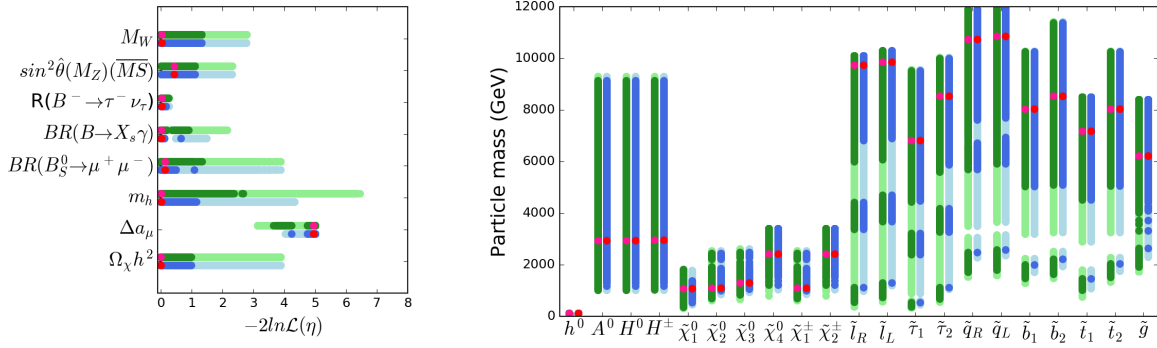 M_W
sin²θ̂(M_Z)(M̅S̅)
R(B⁻→τ⁻ν_τ)
BR(B→X_sγ)
BR(B⁰_S→μ⁺μ⁻)
m_h
Δa_μ
Ω_χh²
0 1 2 3 4 5 6 7 8
−2lnℒ(η)
Particle mass (GeV)
12000
10000
8000
6000
4000
2000
0
h⁰ A⁰ H⁰ H^± χ̃⁰₁ χ̃⁰₂ χ̃⁰₃ χ̃⁰₄ χ̃^±₁ χ̃^±₂ l̃_R l̃_L τ̃₁ τ̃₂ q̃_R q̃_L b̃₁ b̃₂ t̃₁ t̃₂ g̃